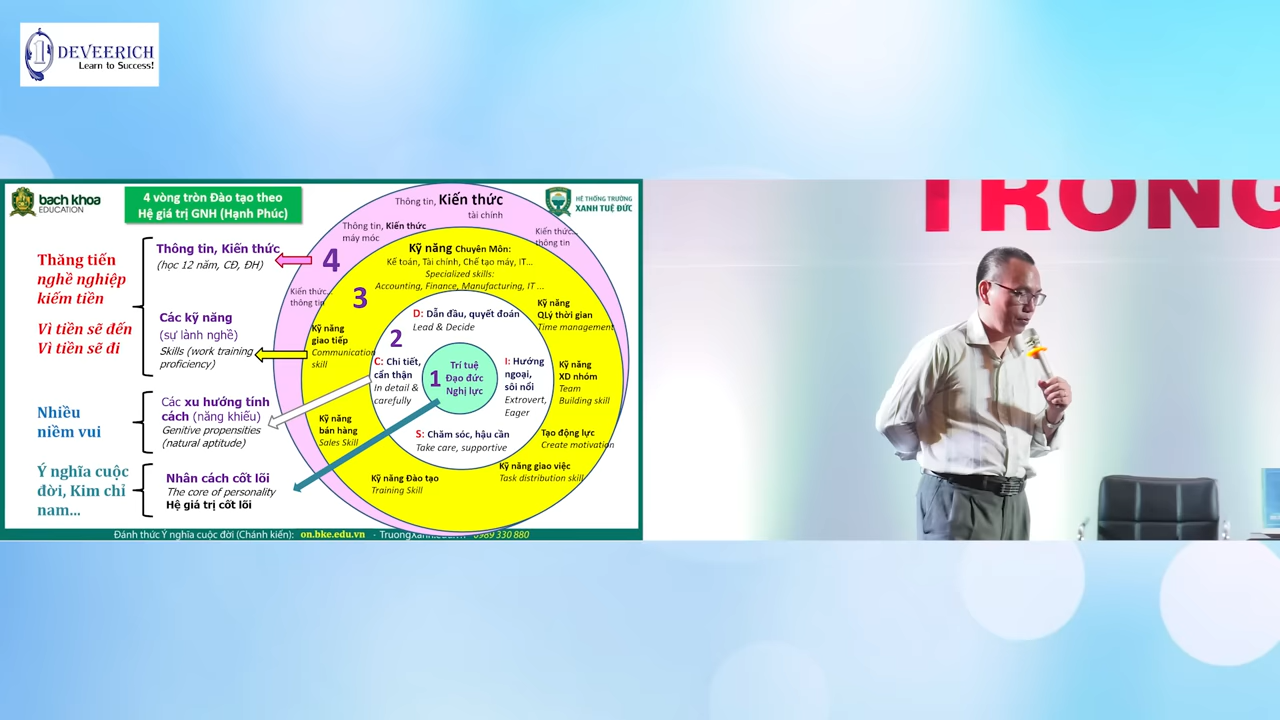 DEVEERICH
Learn to Success!
bach khoa
EDUCATION
4 vòng tròn Đào tạo theo
Hệ giá trị GNH (Hạnh Phúc)
HỆ THỐNG TRƯỜNG
XANH TUỆ ĐỨC
Thăng tiến
nghề nghiệp
kiếm tiền
Vì tiền sẽ đến
Vì tiền sẽ đi
Nhiều
niềm vui
Ý nghĩa cuộc
đời, Kim chỉ
nam...
Thông tin, Kiến thức
(học 12 năm, CĐ, ĐH)
Các kỹ năng
(sự lành nghề)
Skills (work training
proficiency)
Các xu hướng tính
cách (năng khiếu)
Genitive propensities
(natural aptitude)
Nhân cách cốt lõi
The core of personality
Hệ giá trị cốt lõi
Thông tin, Kiến thức
tài chính
Thông tin, Kiến thức
máy móc
Kiến thức...
thông tin
4
Kiến thức..
thông tin
3
Kỹ năng Chuyên Môn:
Kế toán, Tài chính, Chế tạo máy, IT...
Specialized skills:
Accounting, Finance, Manufacturing, IT ...
Kỹ năng
QLý thời gian
Time management
Kỹ năng
giao tiếp
Communication
skill
Kỹ năng
XD nhóm
Team
Building skill
Kỹ năng
bán hàng
Sales Skill
Tạo động lực
Create motivation
Kỹ năng giao việc
Task distribution skill
Kỹ năng Đào tạo
Training Skill
2
D: Dẫn đầu, quyết đoán
Lead & Decide
C: Chi tiết,
cẩn thận
In detail &
carefully
I: Hướng
ngoại,
sôi nổi
Extrovert,
Eager
S: Chăm sóc, hậu cần
Take care, supportive
1
Trí tuệ
Đạo đức
Nghị lực
Đánh thức Ý nghĩa cuộc đời (Chánh kiến): on.bke.edu.vn - TruongXanh.edu.vn - 0989 330 880
TRONG